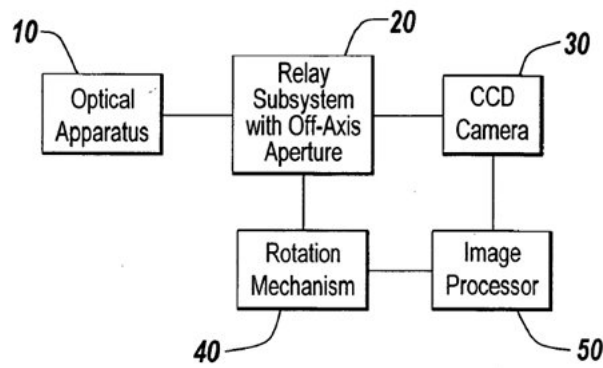 10
20
30
Optical
Apparatus
Relay
Subsystem
with Off-Axis
Aperture
CCD
Camera
Rotation
Mechanism
Image
Processor
40
50